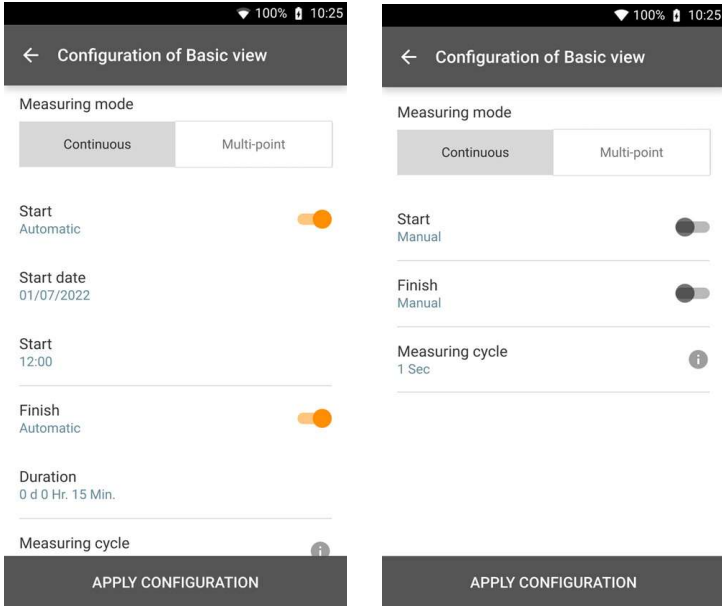 100% 10:25
Configuration of Basic view
Measuring mode
Continuous Multi-point
Start
Automatic
Start date
01/07/2022
Start
12:00
Finish
Automatic
Duration
0 d 0 Hr. 15 Min.
Measuring cycle
APPLY CONFIGURATION
100% 10:25
Configuration of Basic view
Measuring mode
Continuous Multi-point
Start
Manual
Finish
Manual
Measuring cycle
1 Sec
APPLY CONFIGURATION